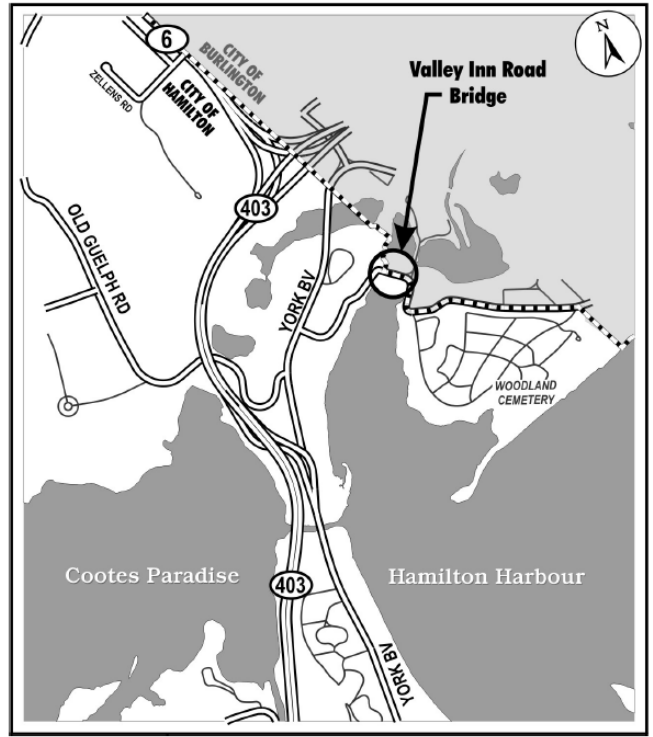 N
6
CITY OF
BURLINGTON
CITY OF
HAMILTON
ZELLENS RD
Valley Inn Road
Bridge
403
OLD GUELPH RD
YORK BV
WOODLAND
CEMETERY
Cootes Paradise
Hamilton Harbour
403
YORK BV